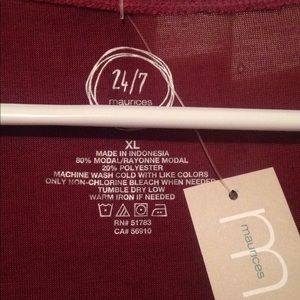 24/7
maurices
XL
MADE IN INDONESIA
80% MODAL/RAYONNE MODAL
20% POLYESTER
MACHINE WASH COLD WITH LIKE COLORS
ONLY NON-CHLORINE BLEACH WHEN NEEDED
TUMBLE DRY LOW
WARM IRON IF NEEDED
RN# 51783
CA# 56910
maurices
m